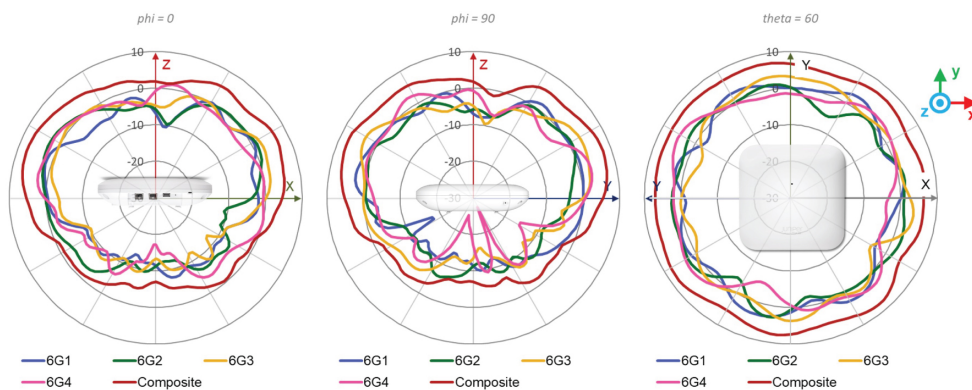 phi = 0
phi = 90
theta = 60
10
Z
0
-10
-20
30
X
10
Z
0
-10
-20
30
Y
10
Y
0
-10
-20
30
Y
X
y
z
x
6G1
6G2
6G3
6G4
Composite
6G1
6G2
6G3
6G4
Composite
6G1
6G2
6G3
6G4
Composite